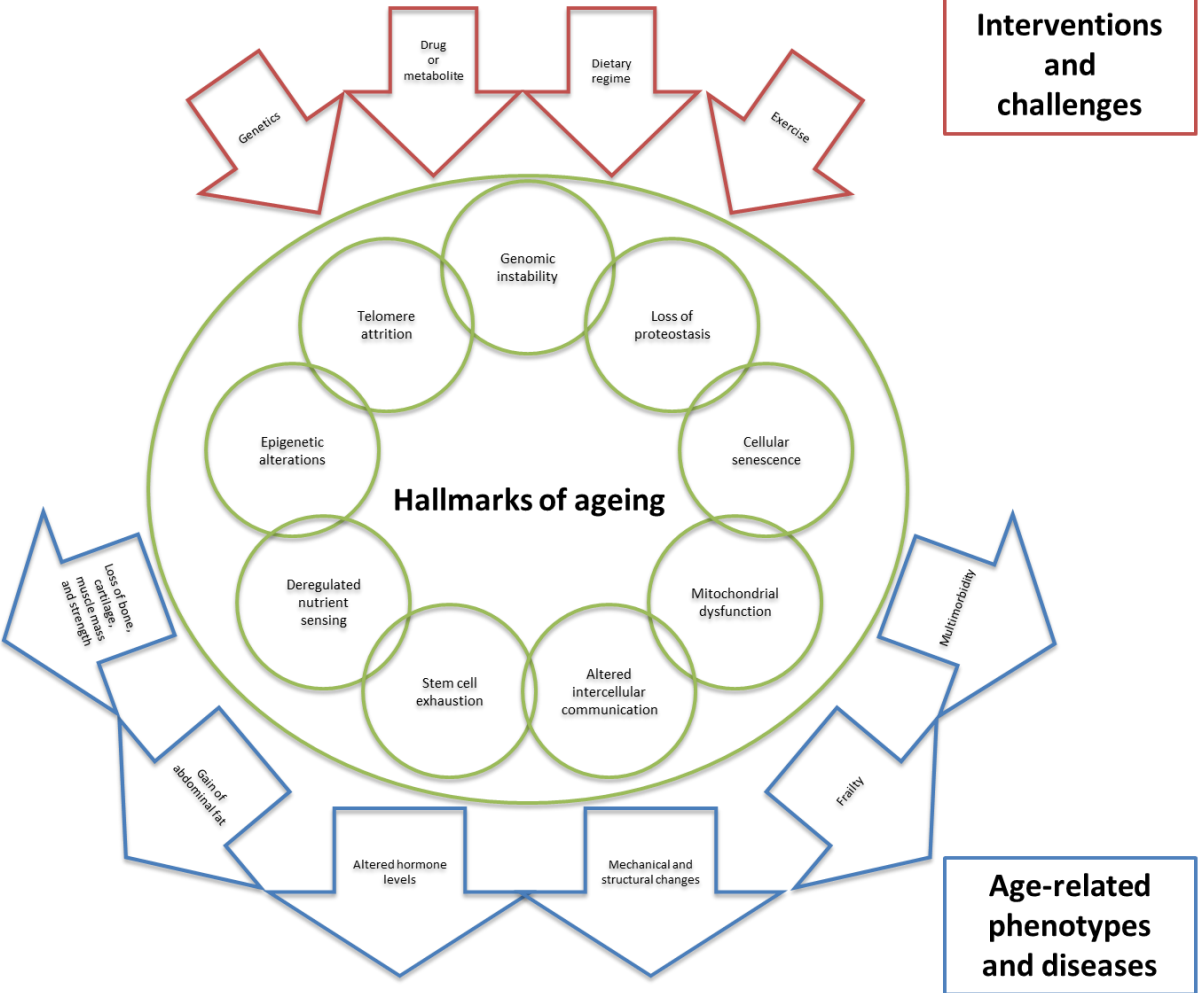 Interventions
and
challenges
Drug
or
metabolite
Dietary
regime
Genetics
Exercise
Genomic
instability
Telomere
attrition
Loss of
proteostasis
Epigenetic
alterations
Cellular
senescence
Hallmarks of ageing
Deregulated
nutrient
sensing
Mitochondrial
dysfunction
Stem cell
exhaustion
Altered
intercellular
communication
Loss of bone,
cartilage,
muscle mass
and strength
Multimorbidity
Gain of
abdominal fat
Frailty
Altered hormone
levels
Mechanical and
structural changes
Age-related
phenotypes
and diseases